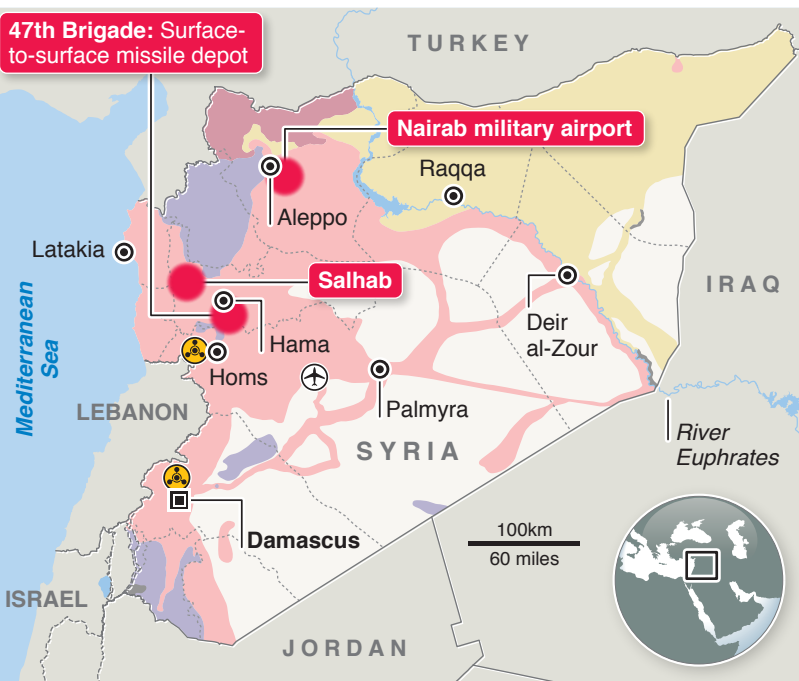 47th Brigade: Surface-
to-surface missile depot
TURKEY
Nairab military airport
Raqqa
Aleppo
Latakia
Salhab
IRAQ
Mediterranean
Sea
Hama
Deir
al-Zour
Homs
LEBANON
Palmyra
SYRIA
River
Euphrates
100km
60 miles
Damascus
ISRAEL
JORDAN